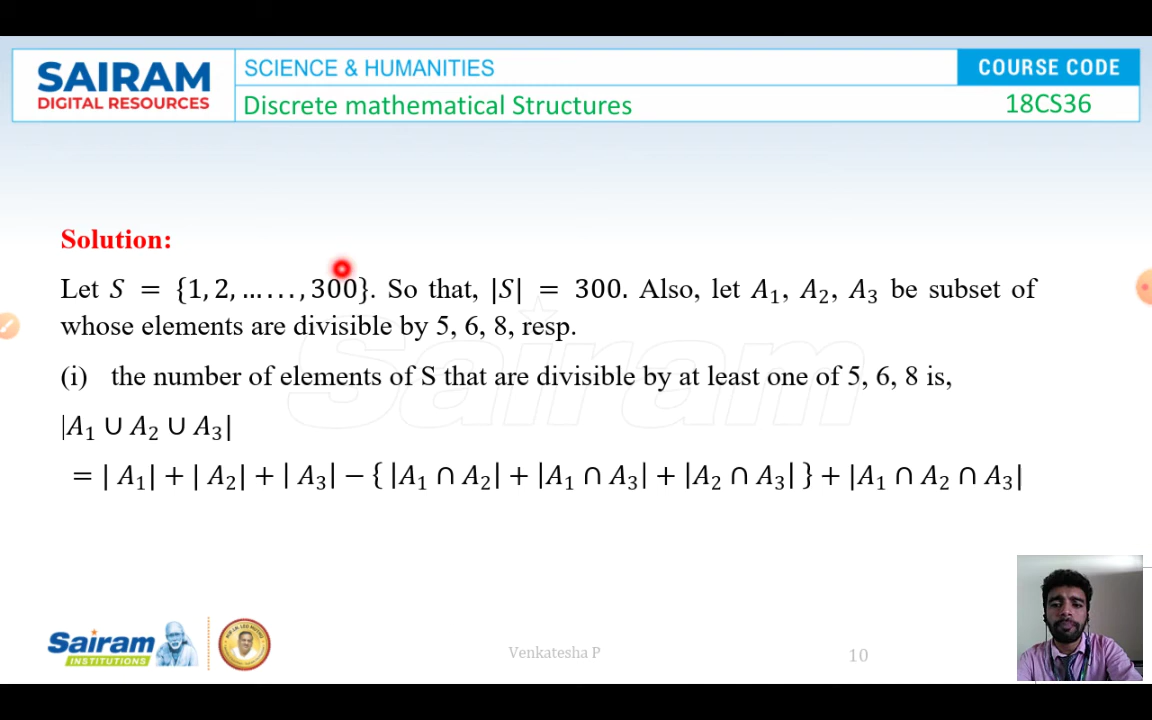 SAIRAM
DIGITAL RESOURCES
SCIENCE & HUMANITIES
COURSE CODE
Discrete mathematical Structures
18CS36
Solution:
Let S = {1, 2, … … , 300}. So that, |S| = 300. Also, let A₁, A₂, A₃ be subset of
whose elements are divisible by 5, 6, 8, resp.
(i) the number of elements of S that are divisible by at least one of 5, 6, 8 is,
|A₁ ∪ A₂ ∪ A₃|
= | A₁| + | A₂| + | A₃| − { |A₁ ∩ A₂| + |A₁ ∩ A₃| + |A₂ ∩ A₃| } + |A₁ ∩ A₂ ∩ A₃|
Sairam
Sairam
INSTITUTIONS
Venkatesha P
10